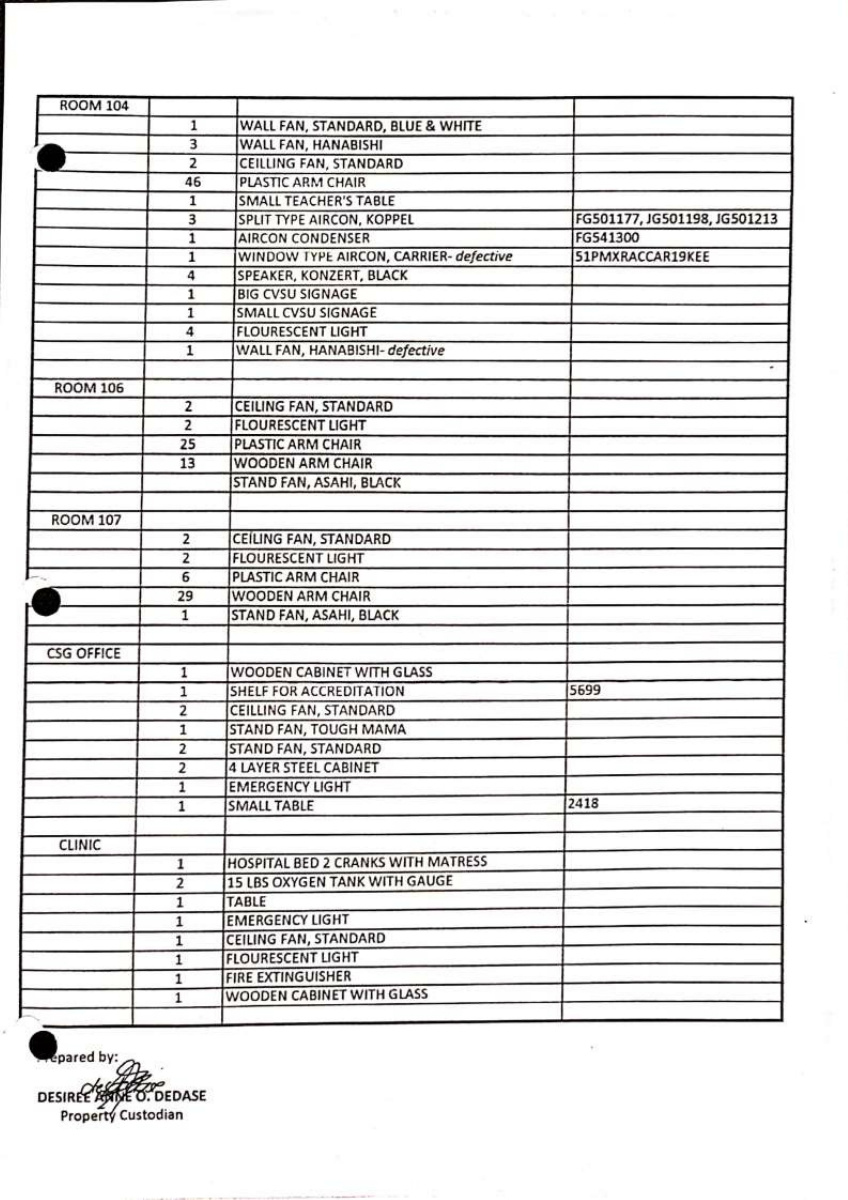 ROOM 104
1 WALL FAN, STANDARD, BLUE & WHITE
3 WALL FAN, HANABISHI
2 CEILLING FAN, STANDARD
46 PLASTIC ARM CHAIR
1 SMALL TEACHER'S TABLE
3 SPLIT TYPE AIRCON, KOPPEL FG501177, JG501198, JG501213
1 AIRCON CONDENSER FG541300
1 WINDOW TYPE AIRCON, CARRIER- defective 51PMXRACCAR19KEE
4 SPEAKER, KONZERT, BLACK
1 BIG CVSU SIGNAGE
1 SMALL CVSU SIGNAGE
4 FLOURESCENT LIGHT
1 WALL FAN, HANABISHI- defective
ROOM 106
2 CEILING FAN, STANDARD
2 FLOURESCENT LIGHT
25 PLASTIC ARM CHAIR
13 WOODEN ARM CHAIR
STAND FAN, ASAHI, BLACK
ROOM 107
2 CEILING FAN, STANDARD
2 FLOURESCENT LIGHT
6 PLASTIC ARM CHAIR
29 WOODEN ARM CHAIR
1 STAND FAN, ASAHI, BLACK
CSG OFFICE
1 WOODEN CABINET WITH GLASS
1 SHELF FOR ACCREDITATION 5699
2 CEILLING FAN, STANDARD
1 STAND FAN, TOUGH MAMA
2 STAND FAN, STANDARD
2 4 LAYER STEEL CABINET
1 EMERGENCY LIGHT
1 SMALL TABLE 2418
CLINIC
1 HOSPITAL BED 2 CRANKS WITH MATRESS
2 15 LBS OXYGEN TANK WITH GAUGE
1 TABLE
1 EMERGENCY LIGHT
1 CEILING FAN, STANDARD
1 FLOURESCENT LIGHT
1 FIRE EXTINGUISHER
1 WOODEN CABINET WITH GLASS
epared by:
DESIREE ANNE O. DEDASE
Property Custodian